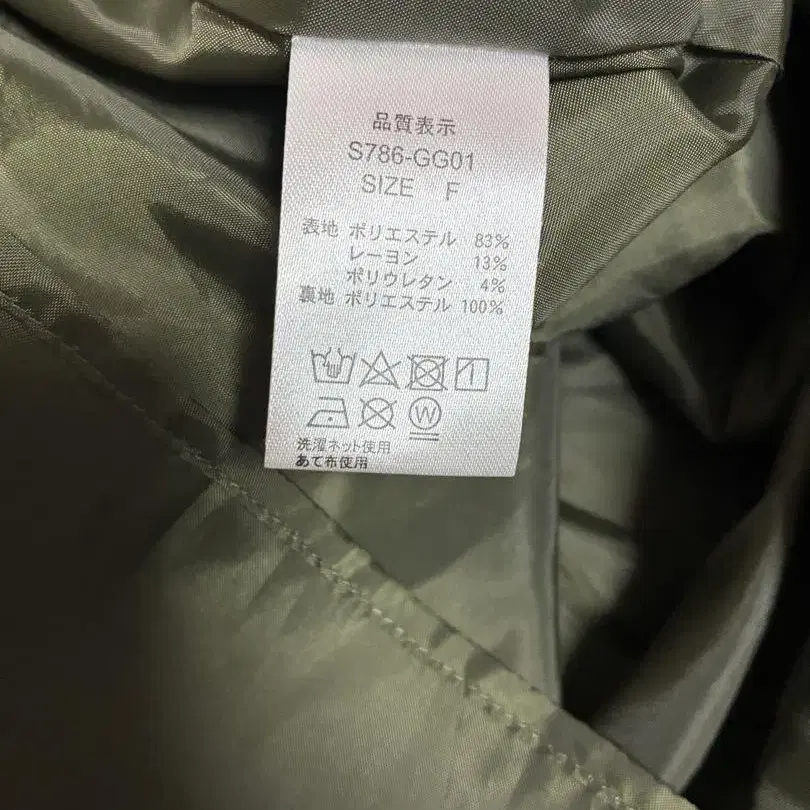 品質表示
S786-GG01
SIZE F
表地 ポリエステル 83%
レーヨン 13%
ポリウレタン 4%
裏地 ポリエステル 100%
W
洗濯ネット使用
あて布使用